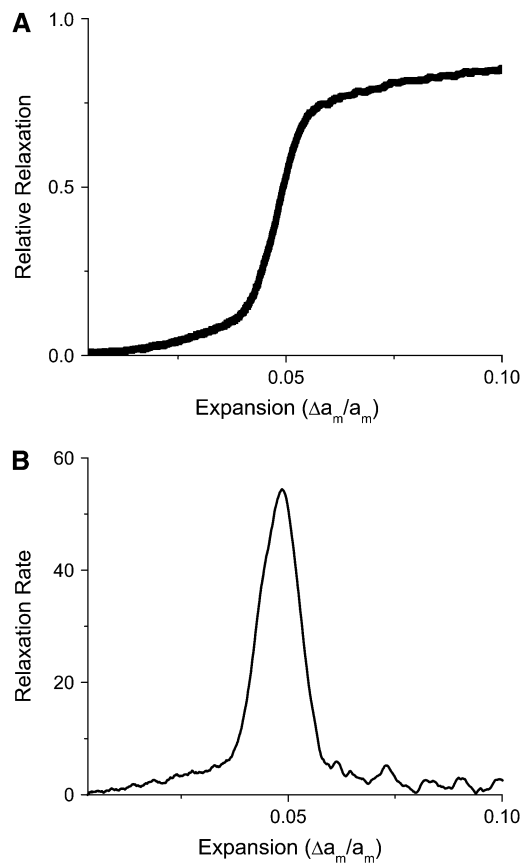 A
1.0
Relative Relaxation
0.5
0.0
0.05
0.10
Expansion (Δam/am)
B
60
Relaxation Rate
40
20
0
0.05
0.10
Expansion (Δam/am)